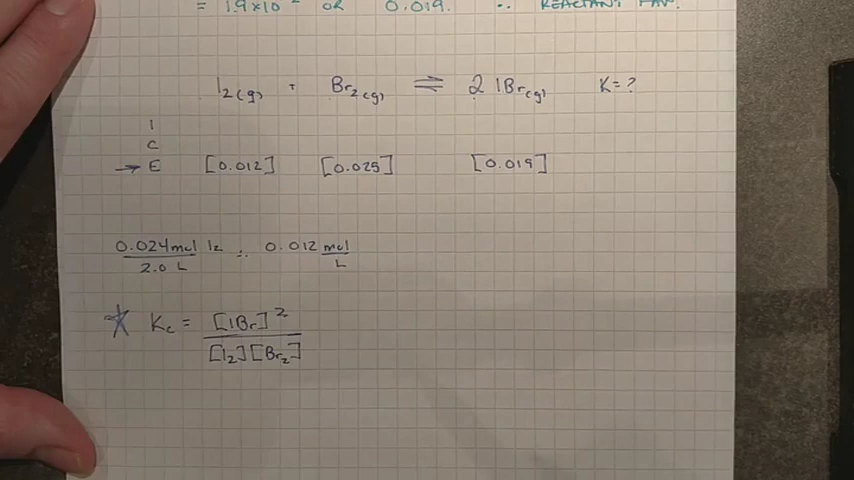 = 1.9×10⁻² OR 0.019. ∴ REACTANT FAV.
I₂(g) + Br₂(g) ⇌ 2 IBr(g) K = ?
I
C
→ E [0.012] [0.025] [0.019]
0.024 mol I₂ ∴ 0.012 mol
2.0 L L
* Kc = [IBr]²
[I₂][Br₂]